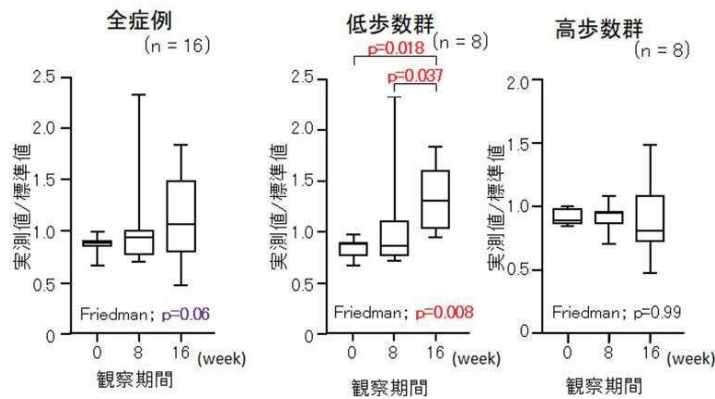 全症例
(n = 16)
2.5
2.0
1.5
1.0
0.5
0
実測値/標準値
Friedman; p=0.06
0 8 16 (week)
観察期間
低歩数群
(n = 8)
p=0.018
p=0.037
2.5
2.0
1.5
1.0
0.5
0
実測値/標準値
Friedman; p=0.008
0 8 16 (week)
観察期間
高歩数群
(n = 8)
2.0
1.5
1.0
0.5
0
実測値/標準値
Friedman; p=0.99
0 8 16 (week)
観察期間